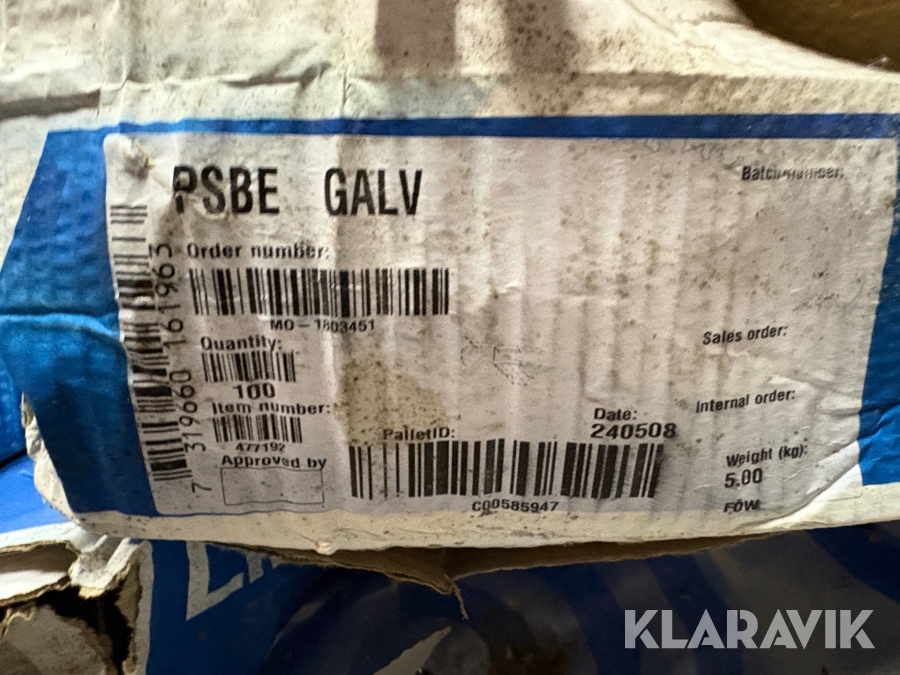 PSBE GALV
Batchnumber:
Order number:
MO-1803451
7 319660 161963
Quantity:
100
Item number:
477192
Approved by
PalletID:
C00585947
Date:
240508
Sales order:
Internal order:
Weight (kg):
5.00
FÖW
KLARAVIK